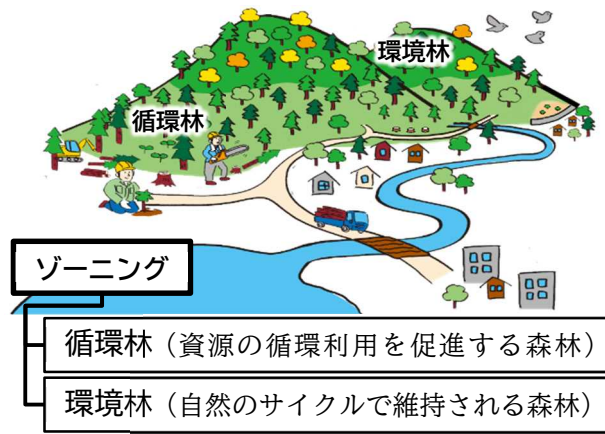 環境林
循環林
ゾーニング
循環林（資源の循環利用を促進する森林）
環境林（自然のサイクルで維持される森林）